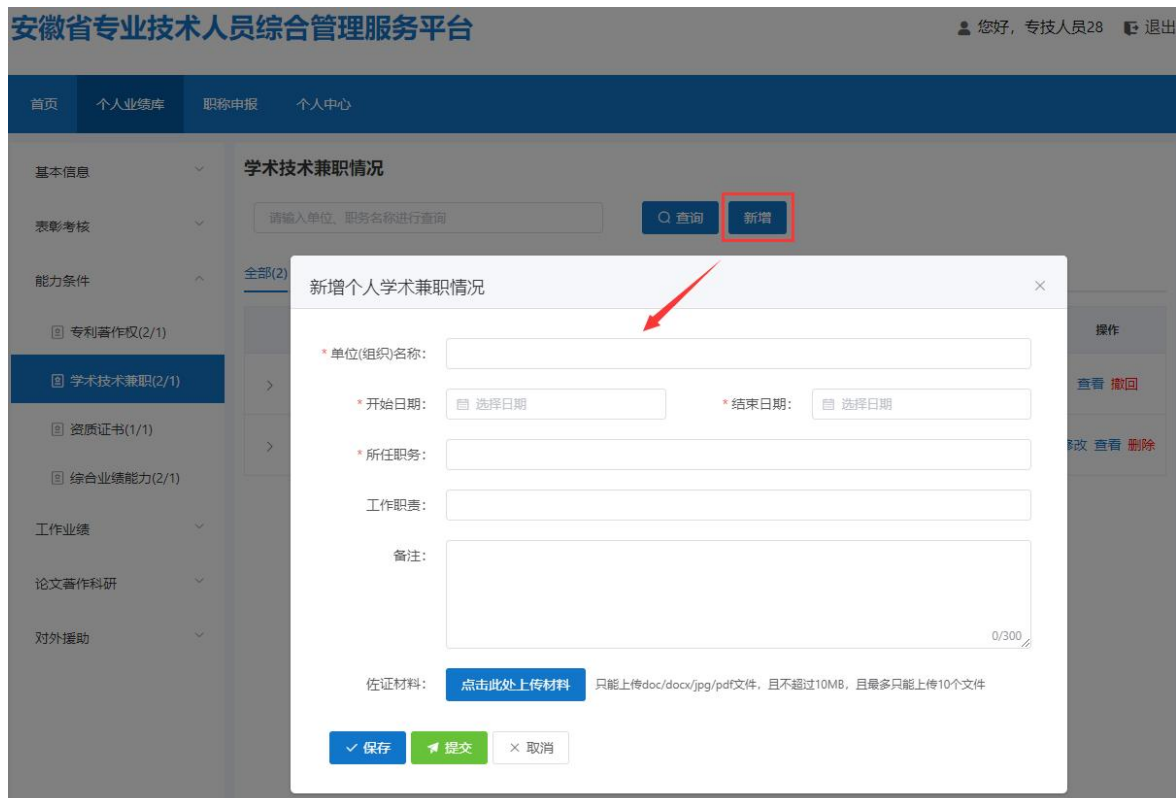 安徽省专业技术人员综合管理服务平台
您好，专技人员28 退出
首页 个人业绩库 职称申报 个人中心
基本信息
学术技术兼职情况
表彰考核
请输入单位、职务名称进行查询 查询 新增
能力条件
全部(2)
新增个人学术兼职情况
专利著作权(2/1)
操作
*单位(组织)名称：
学术技术兼职(2/1)
查看 撤回
*开始日期： 选择日期 *结束日期： 选择日期
资质证书(1/1)
*所任职务：
修改 查看 删除
综合业绩能力(2/1)
工作职责：
工作业绩
备注：
论文著作科研
对外援助
0/300
佐证材料： 点击此处上传材料 只能上传doc/docx/jpg/pdf文件，且不超过10MB，且最多只能上传10个文件
保存 提交 取消